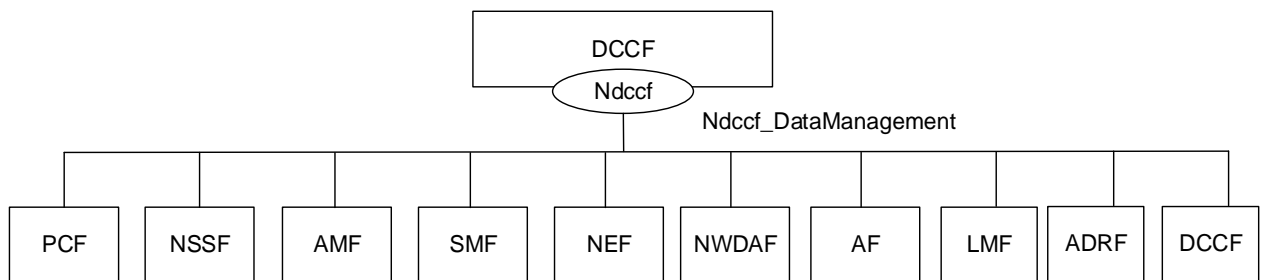 DCCF
Ndccf
Ndccf_DataManagement
PCF NSSF AMF SMF NEF NWDAF AF LMF ADRF DCCF